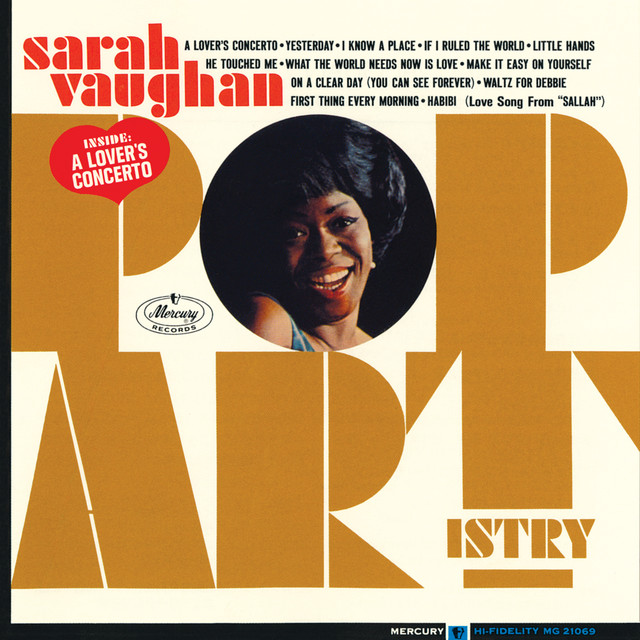 sarah
vaughan
A LOVER'S CONCERTO • YESTERDAY • I KNOW A PLACE • IF I RULED THE WORLD • LITTLE HANDS
HE TOUCHED ME • WHAT THE WORLD NEEDS NOW IS LOVE • MAKE IT EASY ON YOURSELF
ON A CLEAR DAY (YOU CAN SEE FOREVER) • WALTZ FOR DEBBIE
FIRST THING EVERY MORNING • HABIBI (Love Song From "SALLAH")
INSIDE:
A LOVER'S
CONCERTO
POP
Mercury
RECORDS
ART
ISTRY
MERCURY HI-FIDELITY MG 21069